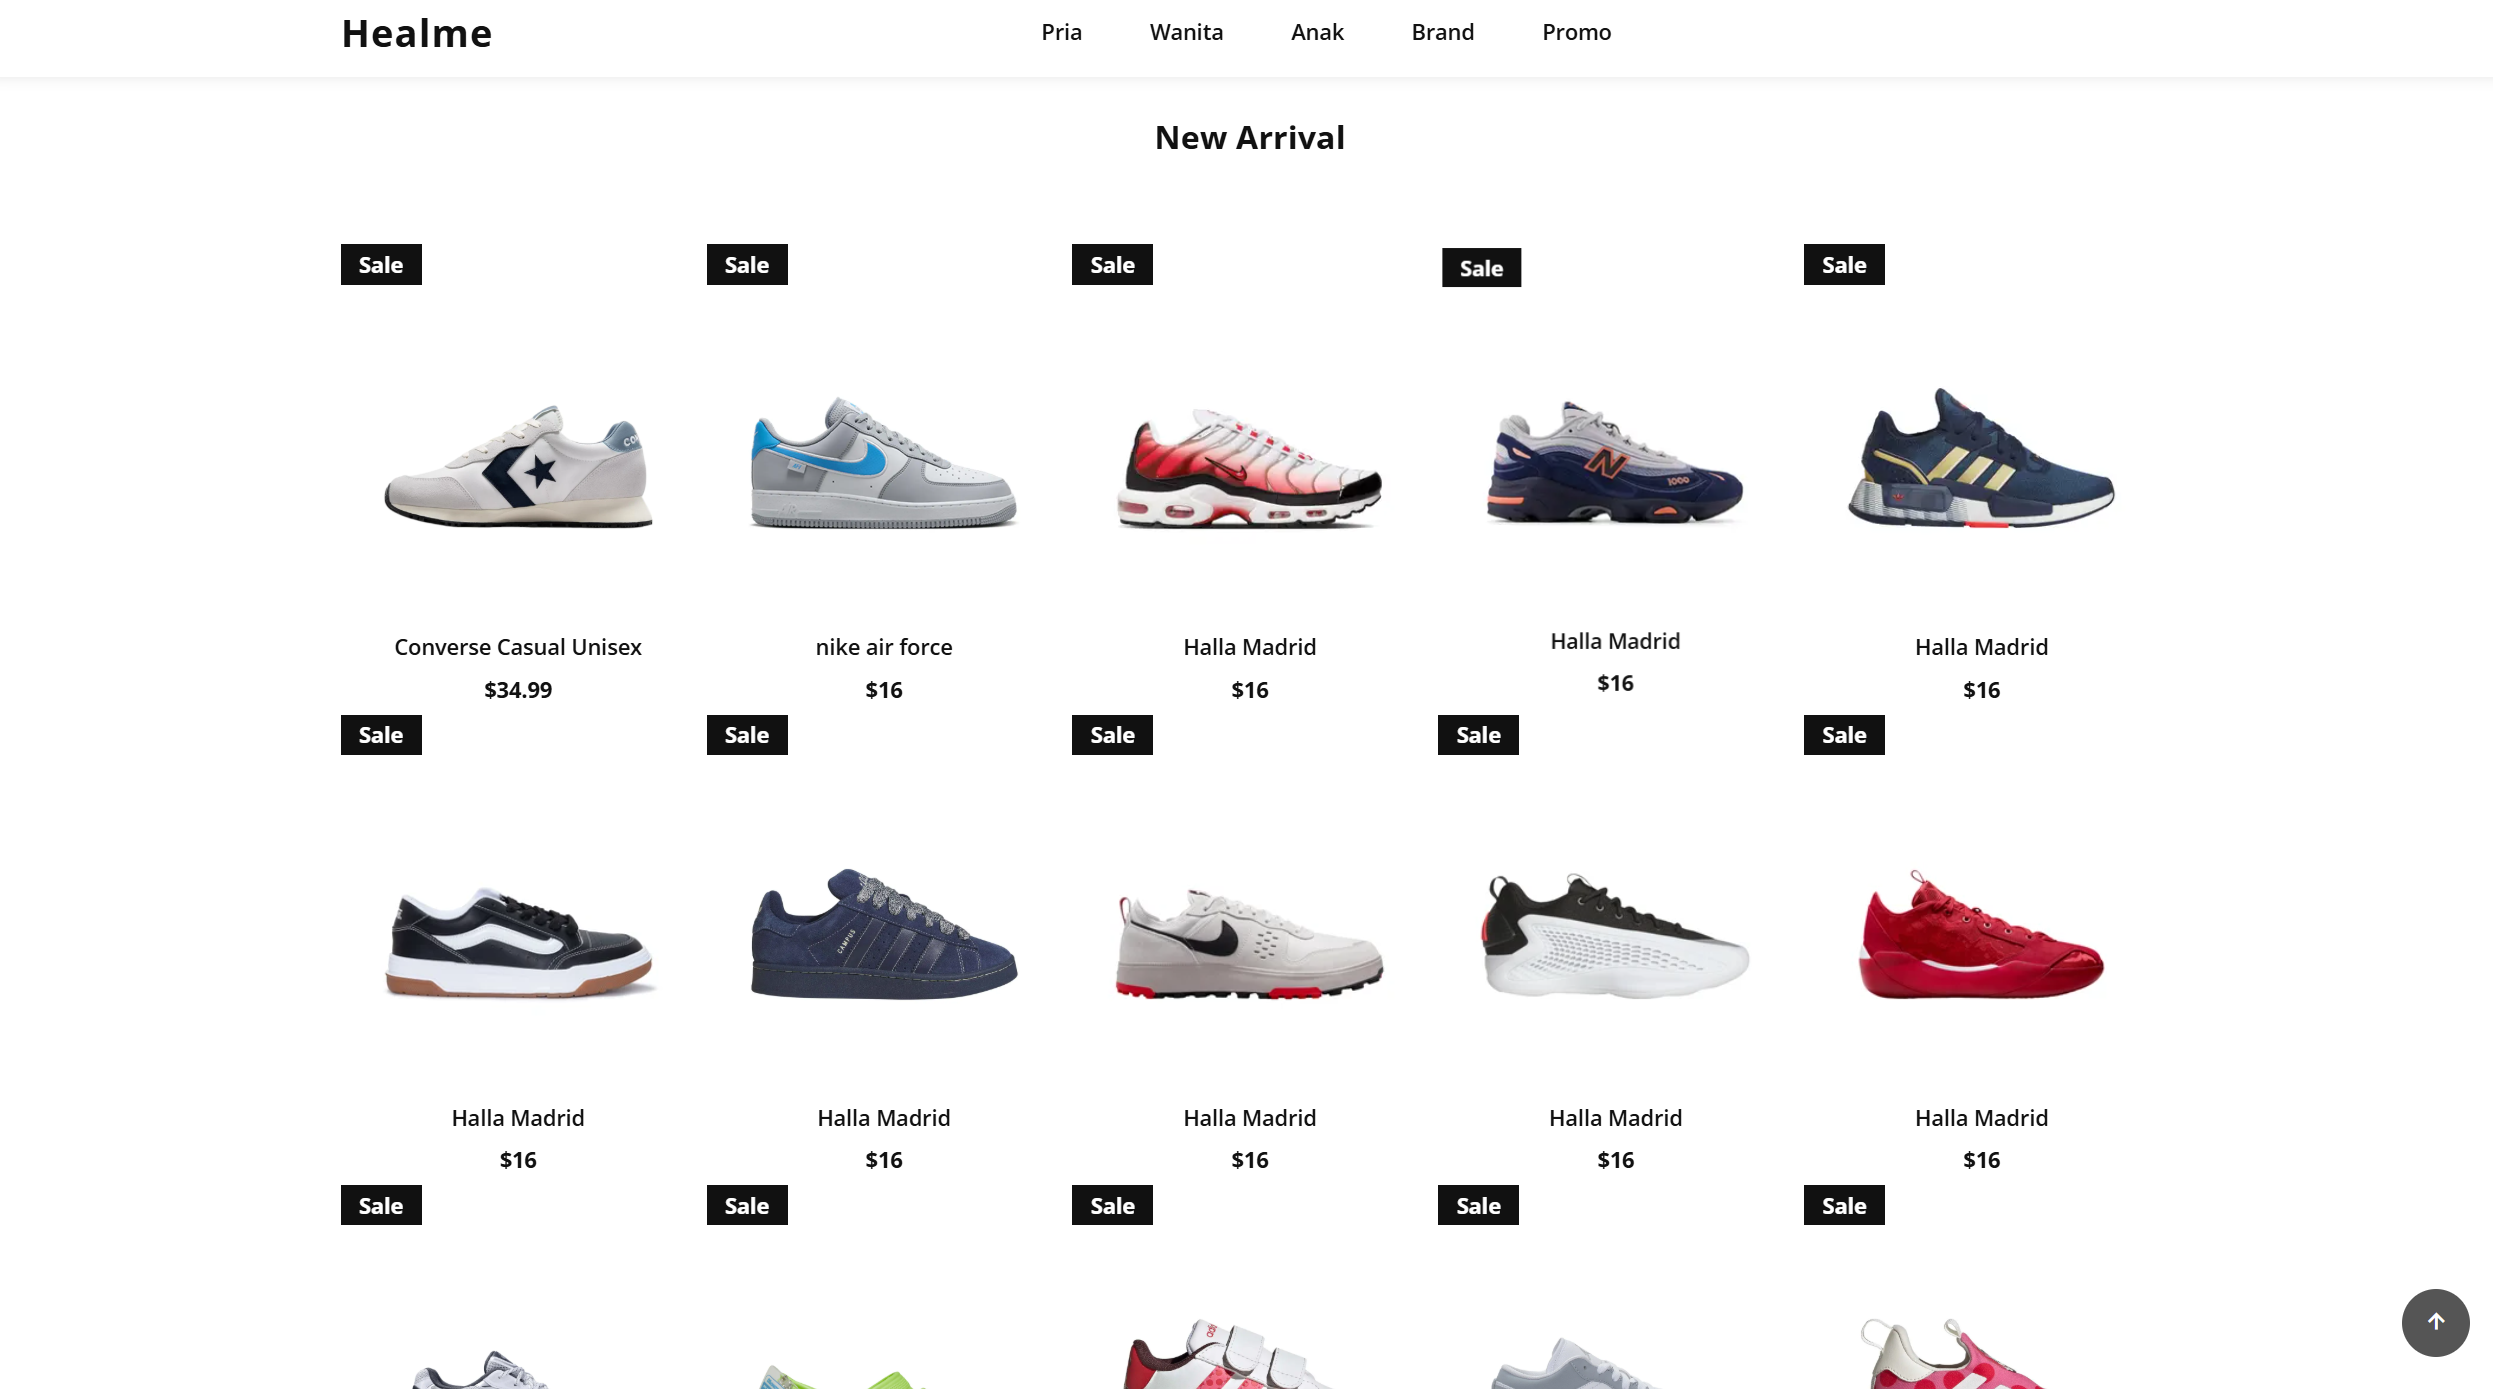 Healme
Pria Wanita Anak Brand Promo
New Arrival
Sale Sale Sale Sale Sale
N
1000
Converse Casual Unisex nike air force Halla Madrid Halla Madrid Halla Madrid
$34.99 $16 $16 $16 $16
Sale Sale Sale Sale Sale
CAMPUS
Halla Madrid Halla Madrid Halla Madrid Halla Madrid Halla Madrid
$16 $16 $16 $16 $16
Sale Sale Sale Sale Sale